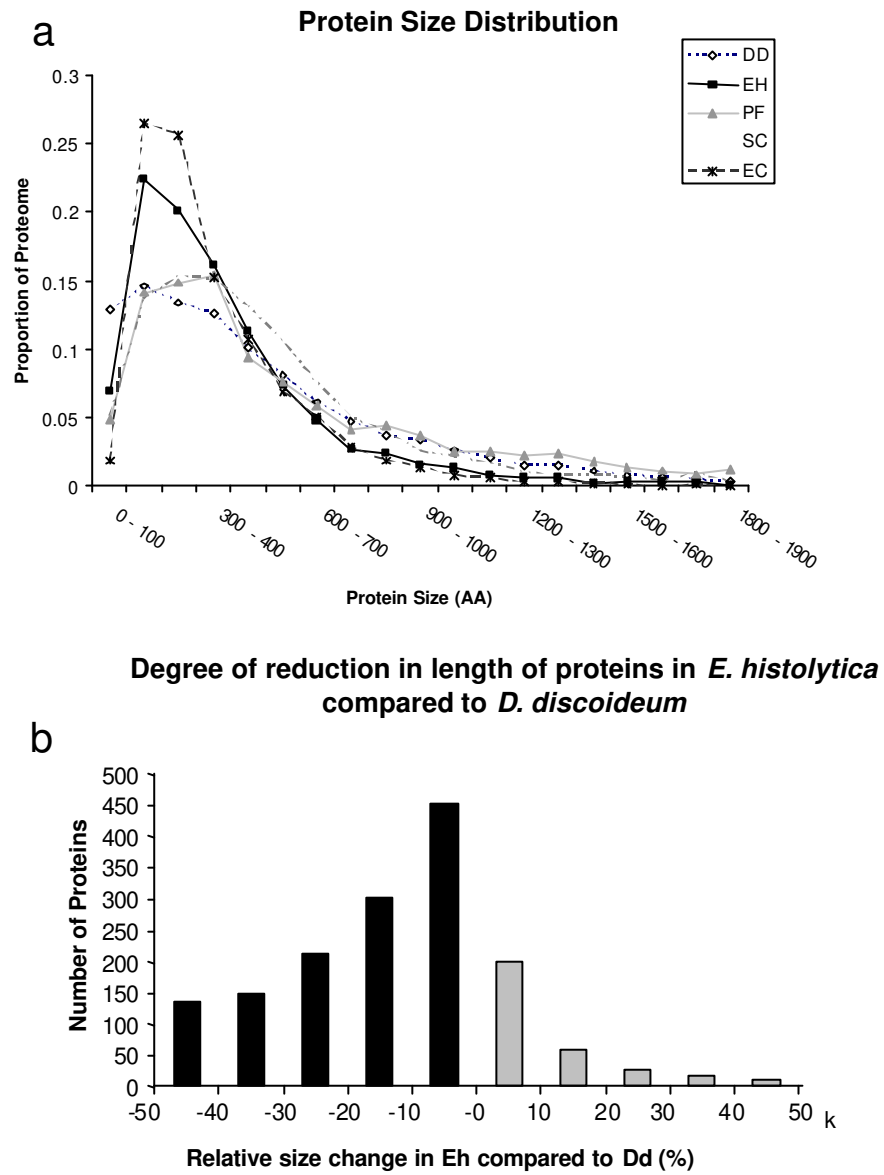 a
Protein Size Distribution
DD
EH
PF
SC
EC
0.3
0.25
0.2
0.15
0.1
0.05
0
Proportion of Proteome
0 - 100
300 - 400
600 - 700
900 - 1000
1200 - 1300
1500 - 1600
1800 - 1900
Protein Size (AA)
Degree of reduction in length of proteins in E. histolytica
compared to D. discoideum
b
500
450
400
350
300
250
200
150
100
50
0
Number of Proteins
-50 -40 -30 -20 -10 -0 10 20 30 40 50 k
Relative size change in Eh compared to Dd (%)